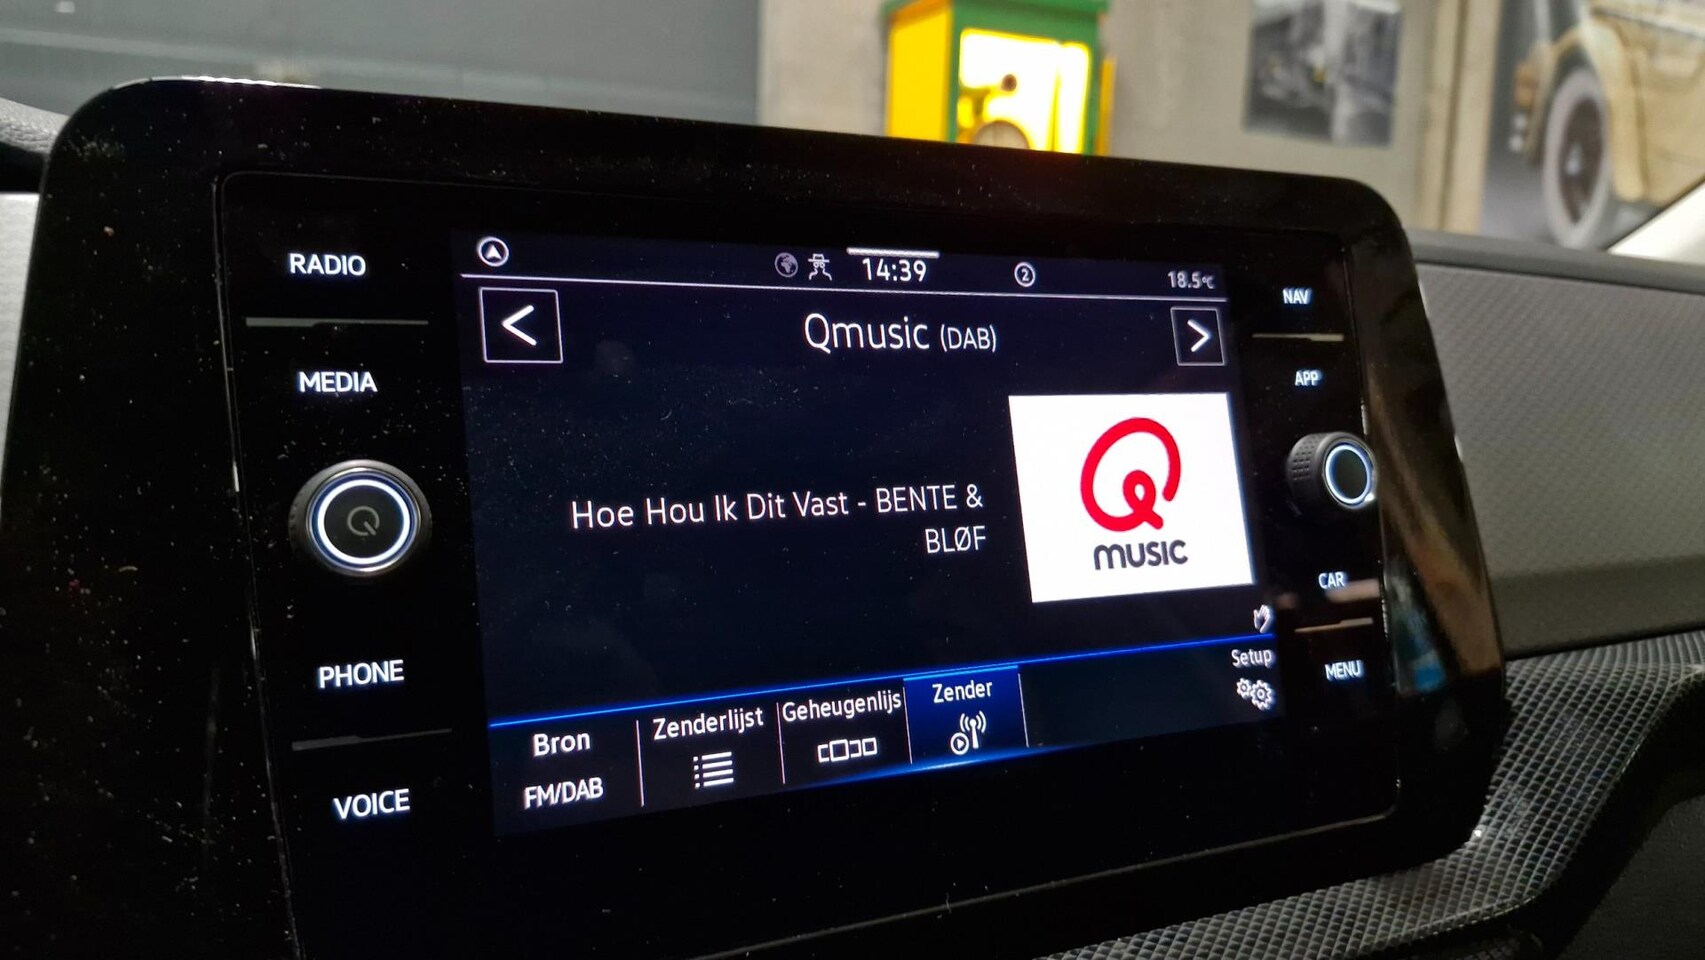 RADIO
MEDIA
PHONE
VOICE
14:39
2
18.5°C
<
Qmusic (DAB)
>
Hoe Hou Ik Dit Vast - BENTE &
BLØF
Q
MUSIC
Bron
FM/DAB
Zenderlijst
Geheugenlijst
Zender
Setup
NAV
APP
CAR
MENU